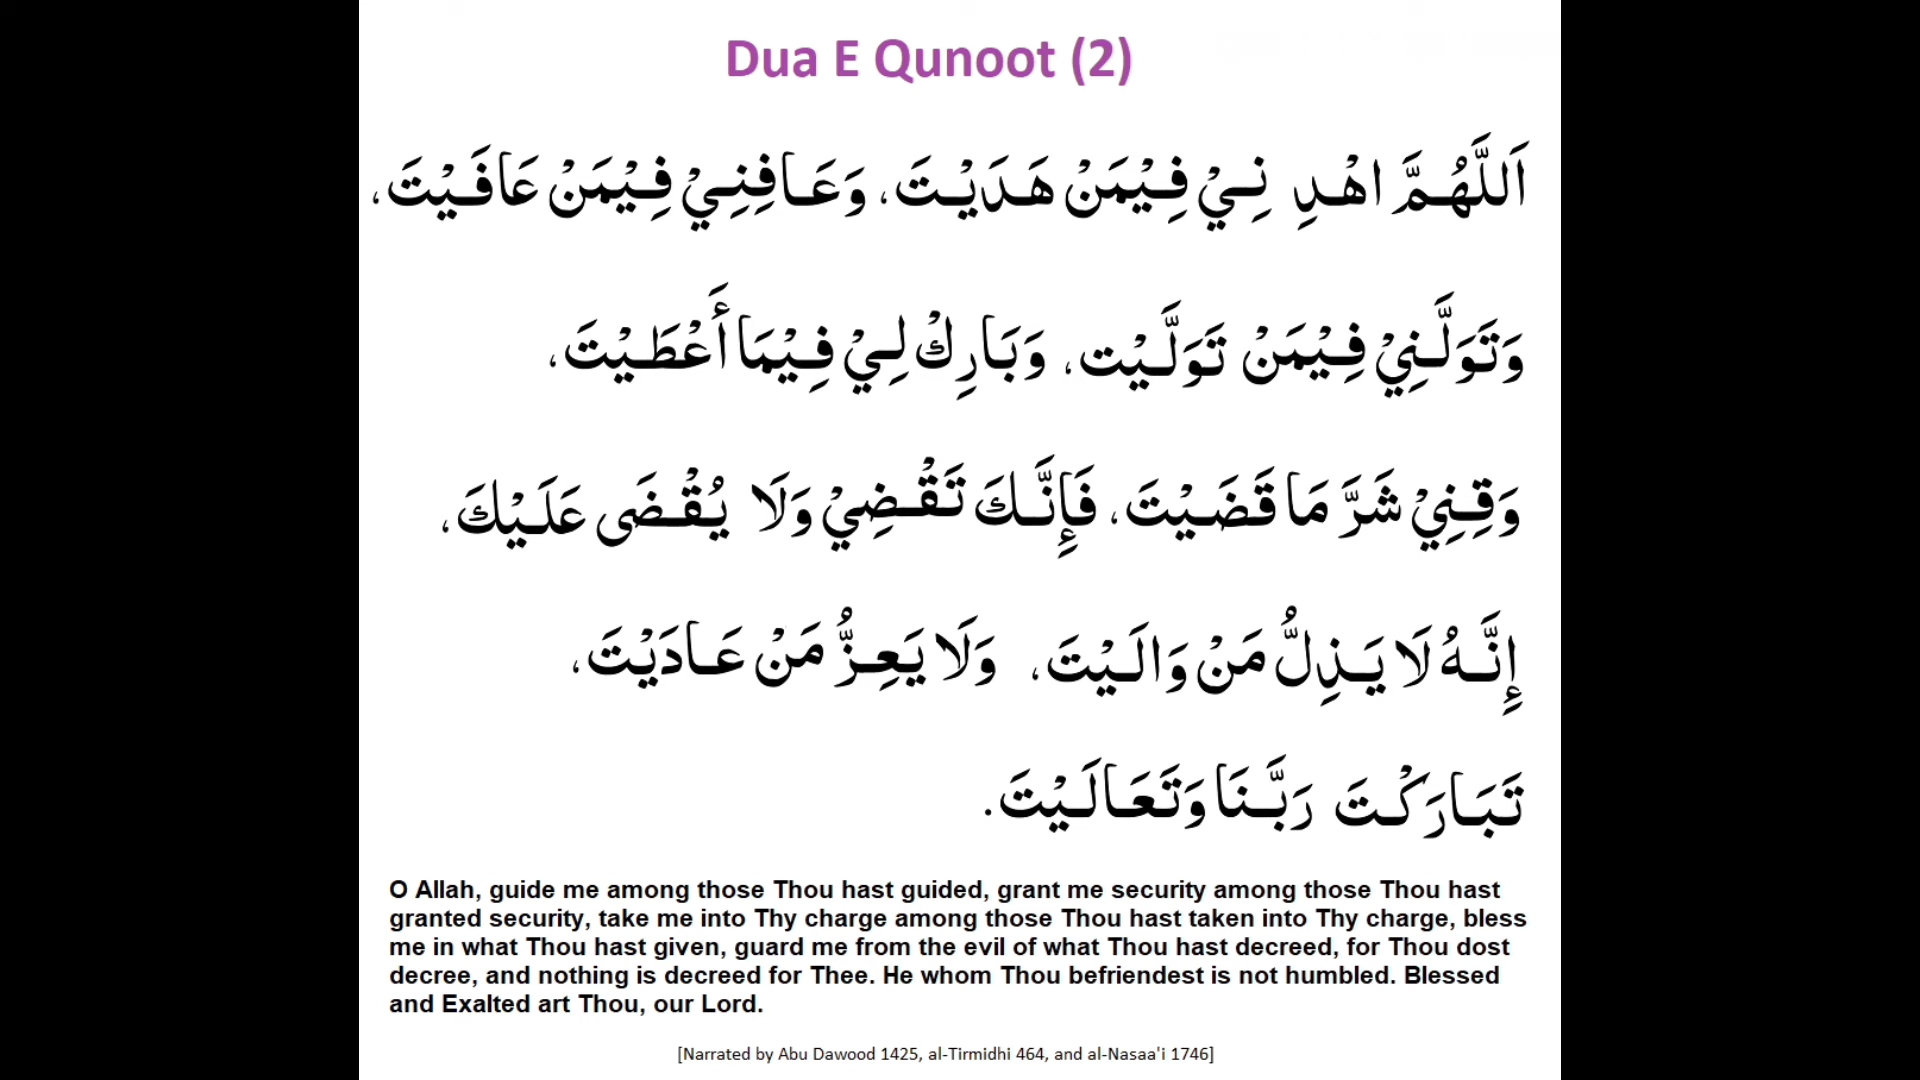 Dua E Qunoot (2)
اَللَّهُمَّ اهْدِ نِيْ فِيْمَنْ هَدَيْتَ، وَعَافِنِيْ فِيْمَنْ عَافَيْتَ،
وَتَوَلَّنِيْ فِيْمَنْ تَوَلَّيْت، وَبَارِكْ لِيْ فِيْمَا أَعْطَيْتَ،
وَقِنِيْ شَرَّ مَا قَضَيْتَ، فَإِنَّكَ تَقْضِيْ وَلَا يُقْضَى عَلَيْكَ،
إِنَّهُ لَا يَذِلُّ مَنْ وَالَيْتَ، وَلَا يَعِزُّ مَنْ عَادَيْتَ،
تَبَارَكْتَ رَبَّنَا وَتَعَالَيْتَ.
O Allah, guide me among those Thou hast guided, grant me security among those Thou hast
granted security, take me into Thy charge among those Thou hast taken into Thy charge, bless
me in what Thou hast given, guard me from the evil of what Thou hast decreed, for Thou dost
decree, and nothing is decreed for Thee. He whom Thou befriendest is not humbled. Blessed
and Exalted art Thou, our Lord.
[Narrated by Abu Dawood 1425, al-Tirmidhi 464, and al-Nasaa'i 1746]